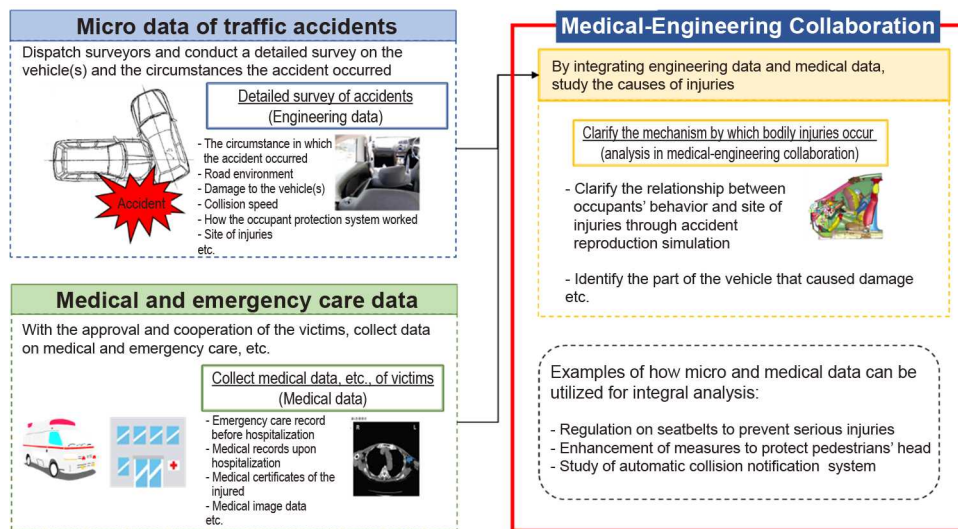 Micro data of traffic accidents
Dispatch surveyors and conduct a detailed survey on the
vehicle(s) and the circumstances the accident occurred
Detailed survey of accidents
(Engineering data)
Accident
- The circumstance in which
the accident occurred
- Road environment
- Damage to the vehicle(s)
- Collision speed
- How the occupant protection system worked
- Site of injuries
etc.
Medical and emergency care data
With the approval and cooperation of the victims, collect data
on medical and emergency care, etc.
Collect medical data, etc., of victims
(Medical data)
- Emergency care record
before hospitalization
- Medical records upon
hospitalization
- Medical certificates of the
injured
- Medical image data
etc.
R
L
Medical-Engineering Collaboration
By integrating engineering data and medical data,
study the causes of injuries
Clarify the mechanism by which bodily injuries occur
(analysis in medical-engineering collaboration)
- Clarify the relationship between
occupants' behavior and site of
injuries through accident
reproduction simulation
- Identify the part of the vehicle that caused damage
etc.
Examples of how micro and medical data can be
utilized for integral analysis:
- Regulation on seatbelts to prevent serious injuries
- Enhancement of measures to protect pedestrians' head
- Study of automatic collision notification system